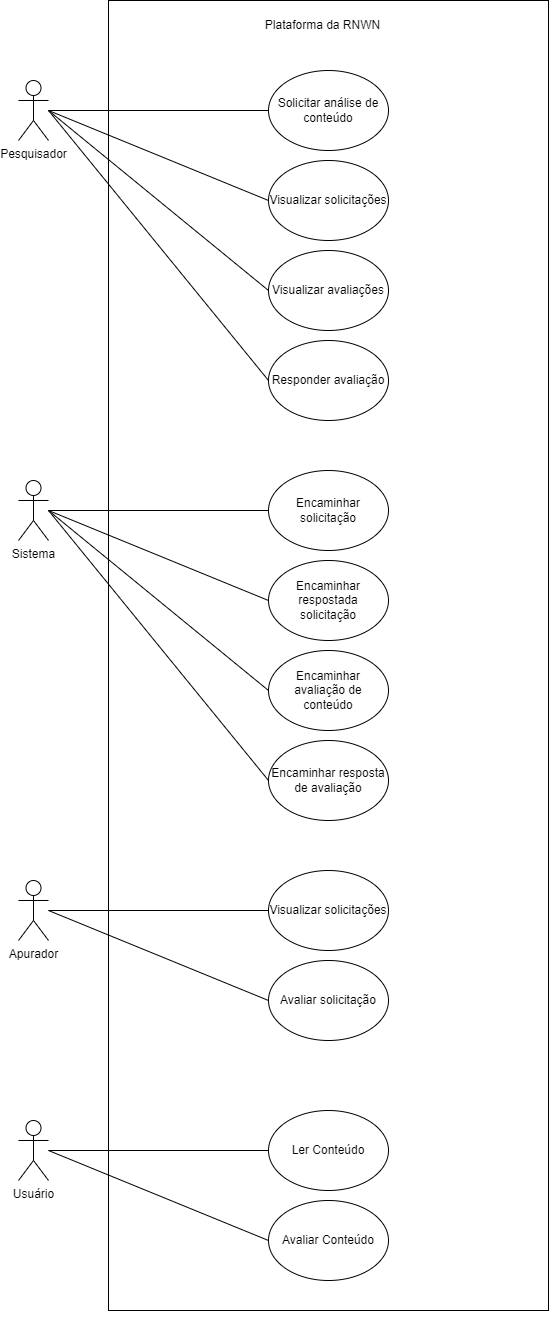 Plataforma da RNWN
Solicitar análise de
conteúdo
Pesquisador
Visualizar solicitações
Visualizar avaliações
Responder avaliação
Encaminhar
solicitação
Sistema
Encaminhar
respostada
solicitação
Encaminhar
avaliação de
conteúdo
Encaminhar resposta
de avaliação
Visualizar solicitações
Apurador
Avaliar solicitação
Ler Conteúdo
Usuário
Avaliar Conteúdo